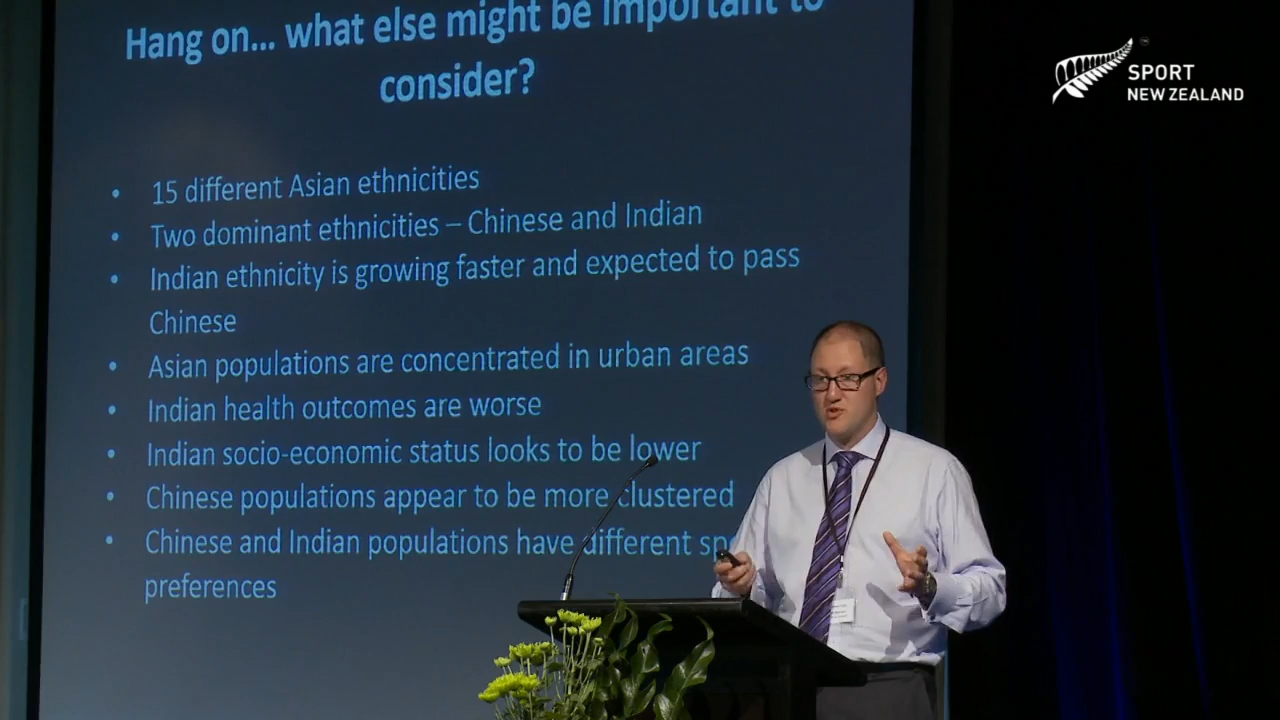 Hang on... what else might be important to
consider?
• 15 different Asian ethnicities
• Two dominant ethnicities – Chinese and Indian
• Indian ethnicity is growing faster and expected to pass
Chinese
• Asian populations are concentrated in urban areas
• Indian health outcomes are worse
• Indian socio-economic status looks to be lower
• Chinese populations appear to be more clustered
• Chinese and Indian populations have different
preferences
SPORT
NEW ZEALAND